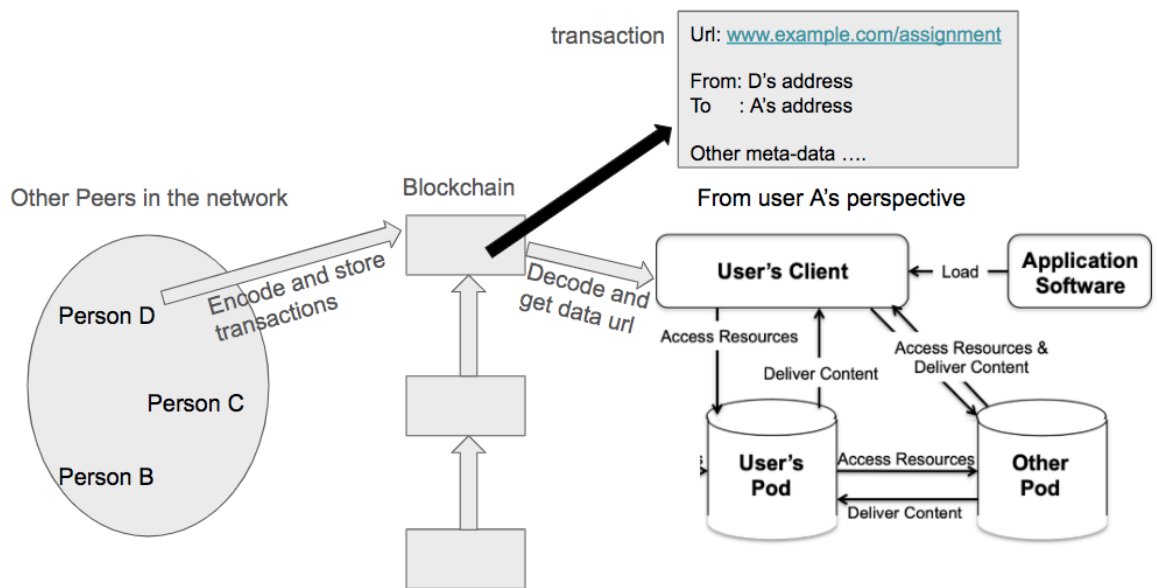 transaction
Url: www.example.com/assignment
From: D's address
To : A's address
Other meta-data ....
Other Peers in the network
Blockchain
From user A's perspective
Encode and store
transactions
Decode and
get data url
Person D
Person C
Person B
User's Client
Load
Application
Software
Access Resources
Deliver Content
Access Resources &
Deliver Content
User's
Pod
Access Resources
Deliver Content
Other
Pod